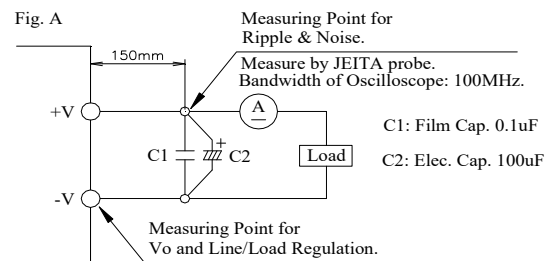 Fig. A
Measuring Point for
Ripple & Noise.
150mm
Measure by JEITA probe.
Bandwidth of Oscilloscope: 100MHz.
+V
A
C1: Film Cap. 0.1uF
+
C1
C2
Load
C2: Elec. Cap. 100uF
-V
Measuring Point for
Vo and Line/Load Regulation.